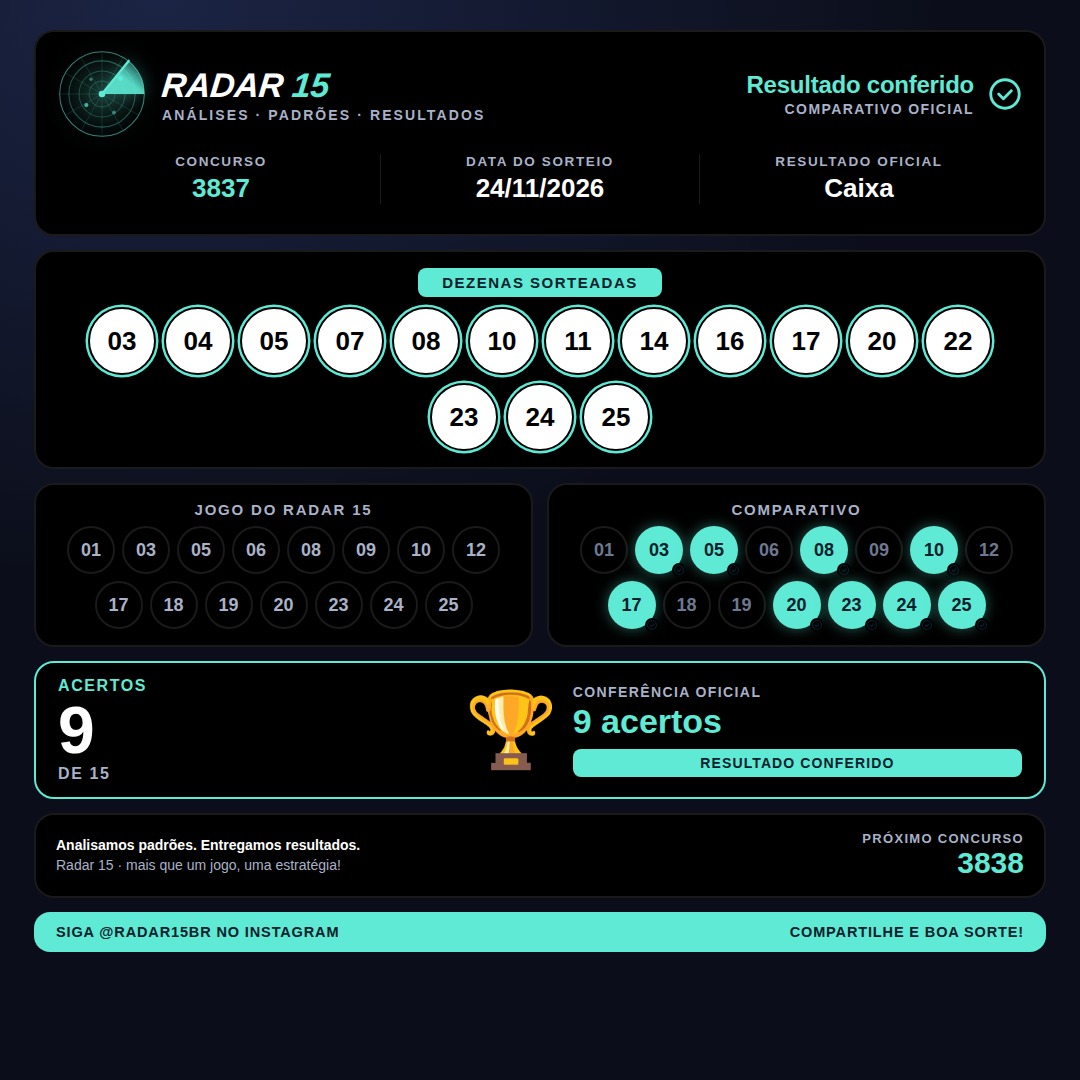 RADAR 15
ANÁLISES · PADRÕES · RESULTADOS
Resultado conferido
COMPARATIVO OFICIAL
CONCURSO
3837
DATA DO SORTEIO
24/11/2026
RESULTADO OFICIAL
Caixa
DEZENAS SORTEADAS
03 04 05 07 08 10 11 14 16 17 20 22
23 24 25
JOGO DO RADAR 15
01 03 05 06 08 09 10 12
17 18 19 20 23 24 25
COMPARATIVO
01 03 05 06 08 09 10 12
17 18 19 20 23 24 25
ACERTOS
9
DE 15
CONFERÊNCIA OFICIAL
9 acertos
RESULTADO CONFERIDO
Analisamos padrões. Entregamos resultados.
Radar 15 · mais que um jogo, uma estratégia!
PRÓXIMO CONCURSO
3838
SIGA @RADAR15BR NO INSTAGRAM
COMPARTILHE E BOA SORTE!